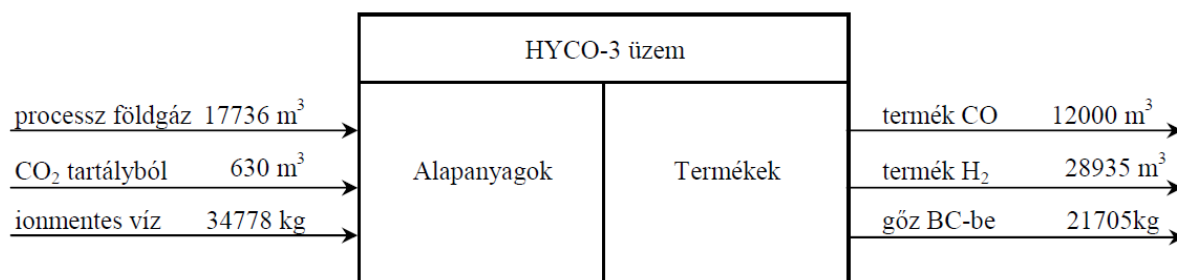 HYCO-3 üzem
processz földgáz 17736 m³
CO₂ tartályból 630 m³
ionmentes víz 34778 kg
Alapanyagok
Termékek
termék CO 12000 m³
termék H₂ 28935 m³
gőz BC-be 21705kg